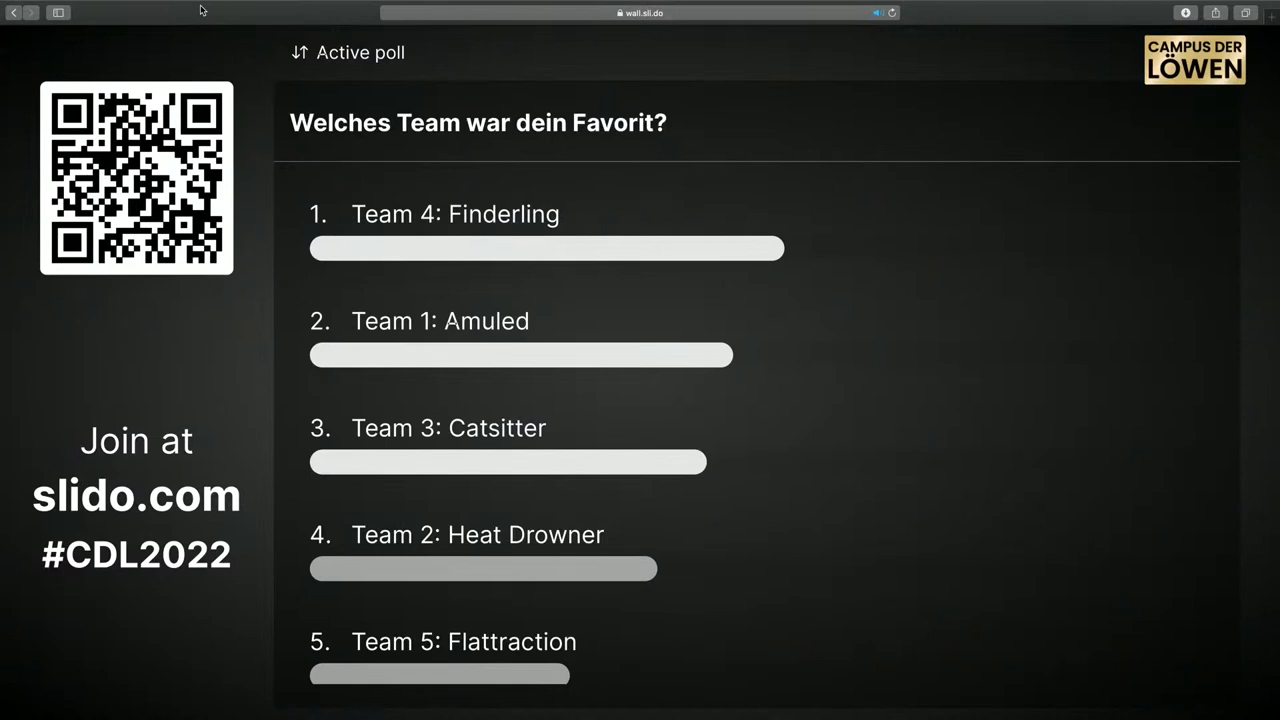 wall.sli.do
Active poll
CAMPUS DER
LÖWEN
Welches Team war dein Favorit?
1. Team 4: Finderling
2. Team 1: Amuled
3. Team 3: Catsitter
4. Team 2: Heat Drowner
5. Team 5: Flattraction
Join at
slido.com
#CDL2022